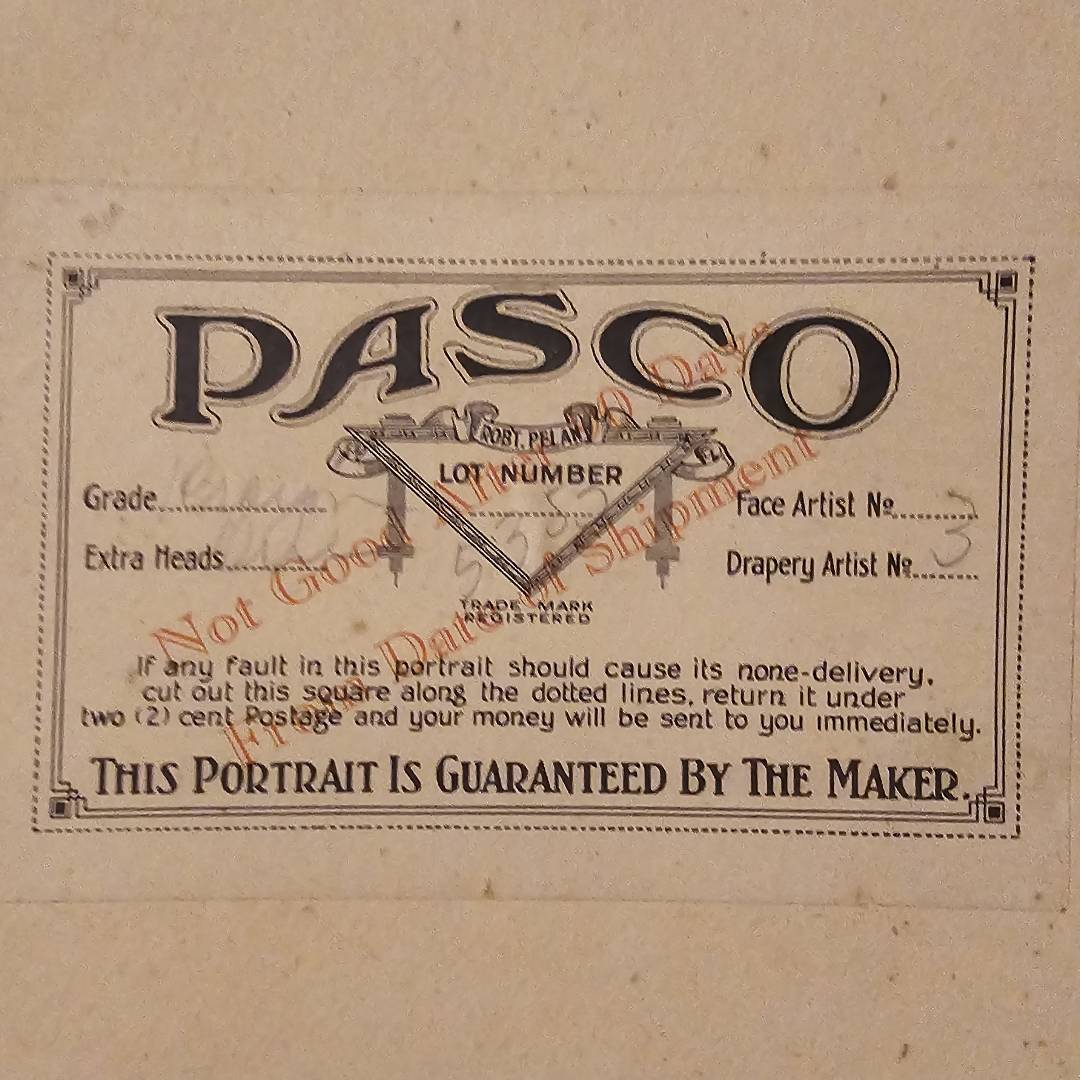 PASCO
ROBT. PELAN
LOT NUMBER
Grade
Face Artist No. 3
Extra Heads
Drapery Artist No.
TRADE MARK
REGISTERED
Not Good After 30 Days
From Date of Shipment
If any fault in this portrait should cause its none-delivery,
cut out this square along the dotted lines, return it under
two (2) cent Postage and your money will be sent to you immediately.
THIS PORTRAIT IS GUARANTEED BY THE MAKER.